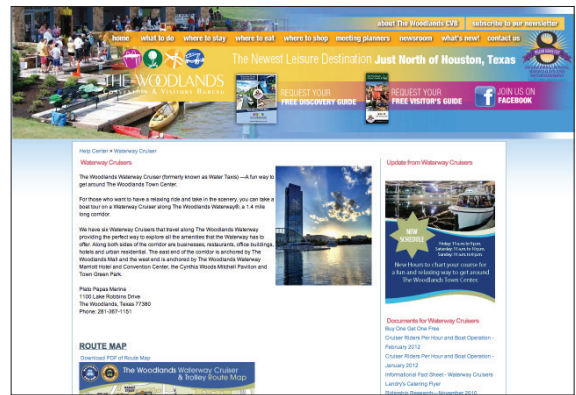 about The Woodlands CVB subscribe to our newsletter
home what to do where to stay where to eat where to shop meeting planners newsroom what's new! contact us
The Newest Leisure Destination Just North of Houston, Texas
THE WOODLANDS
CONVENTION & VISITORS BUREAU
REQUEST YOUR
FREE DISCOVERY GUIDE
REQUEST YOUR
FREE VISITOR'S GUIDE
JOIN US ON
FACEBOOK
Help Center » Waterway Cruiser
Waterway Cruisers
The Woodlands Waterway Cruiser (formerly known as Water Taxis) —A fun way to
get around The Woodlands Town Center.
For those who want to have a relaxing ride and take in the scenery, you can take a
boat tour on a Waterway Cruiser along The Woodlands Waterway®, a 1.4 mile
long corridor.
We have six Waterway Cruisers that travel along The Woodlands Waterway
providing the perfect way to explore all the amenities that the Waterway has to
offer. Along both sides of the corridor are businesses, restaurants, office buildings,
hotels and urban residential. The east end of the corridor is anchored by The
Woodlands Mall and the west end is anchored by The Woodlands Waterway
Marriott Hotel and Convention Center, the Cynthia Woods Mitchell Pavilion and
Town Green Park.
Plato Papas Marina
1100 Lake Robbins Drive
The Woodlands, Texas 77380
Phone: 281-367-1151
ROUTE MAP
Download PDF of Route Map
The Woodlands Waterway Cruiser
& Trolley Route Map
Update from Waterway Cruisers
NEW
SCHEDULE
New Hours to chart your course for
a fun and relaxing way to get around
The Woodlands Town Center.
Documents for Waterway Cruisers
Buy One Get One Free
Cruiser Riders Per Hour and Boat Operation -
February 2012
Cruiser Riders Per Hour and Boat Operation -
January 2012
Informational Fact Sheet - Waterway Cruisers
Landry's Catering Flyer
Ridership Research - November 2010